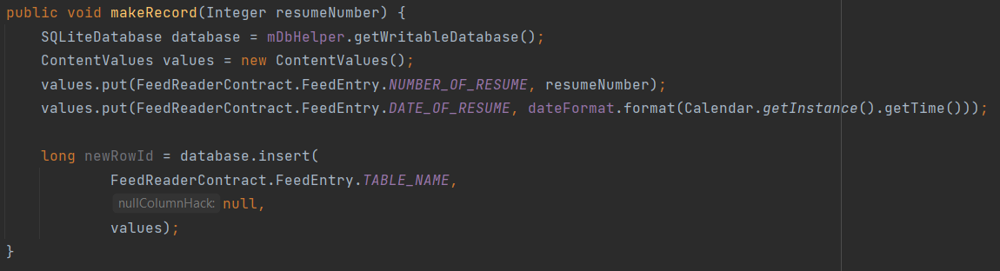 public void makeRecord(Integer resumeNumber) {
SQLiteDatabase database = mDbHelper.getWritableDatabase();
ContentValues values = new ContentValues();
values.put(FeedReaderContract.FeedEntry.NUMBER_OF_RESUME, resumeNumber);
values.put(FeedReaderContract.FeedEntry.DATE_OF_RESUME, dateFormat.format(Calendar.getInstance().getTime()));
long newRowId = database.insert(
FeedReaderContract.FeedEntry.TABLE_NAME,
nullColumnHack: null,
values);
}